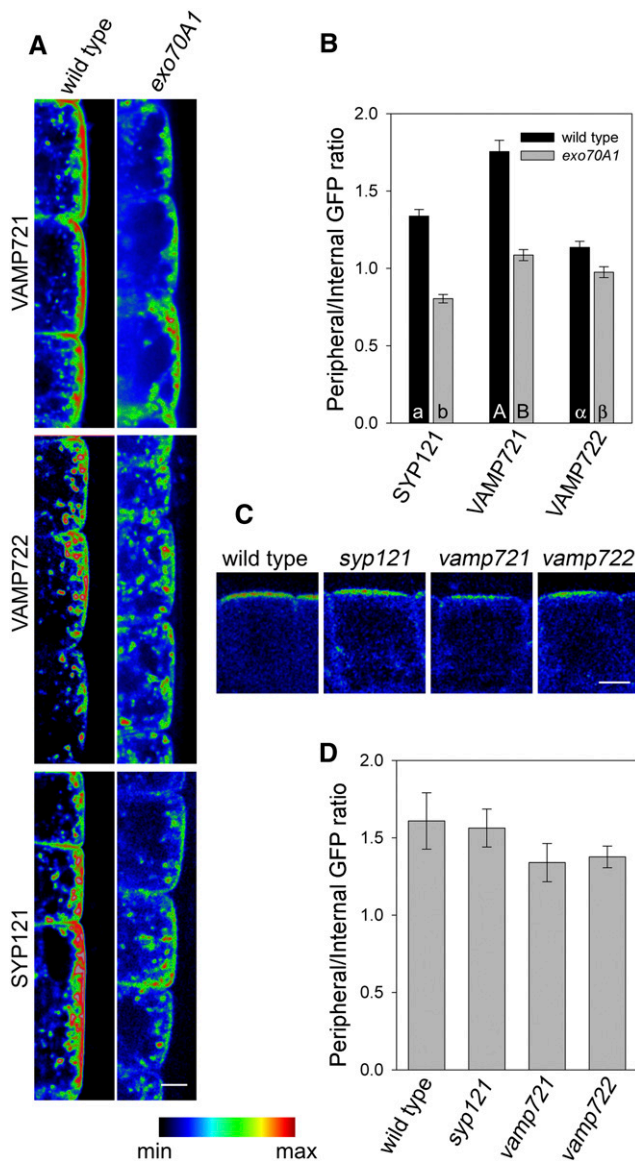 A
wild type
exo70A1
VAMP721
VAMP722
SYP121
min
max
B
2.0
1.5
1.0
0.5
0.0
Peripheral/Internal GFP ratio
wild type
exo70A1
a
b
A
B
α
β
SYP121
VAMP721
VAMP722
C
wild type
syp121
vamp721
vamp722
D
2.0
1.5
1.0
0.5
0.0
Peripheral/Internal GFP ratio
wild type
syp121
vamp721
vamp722